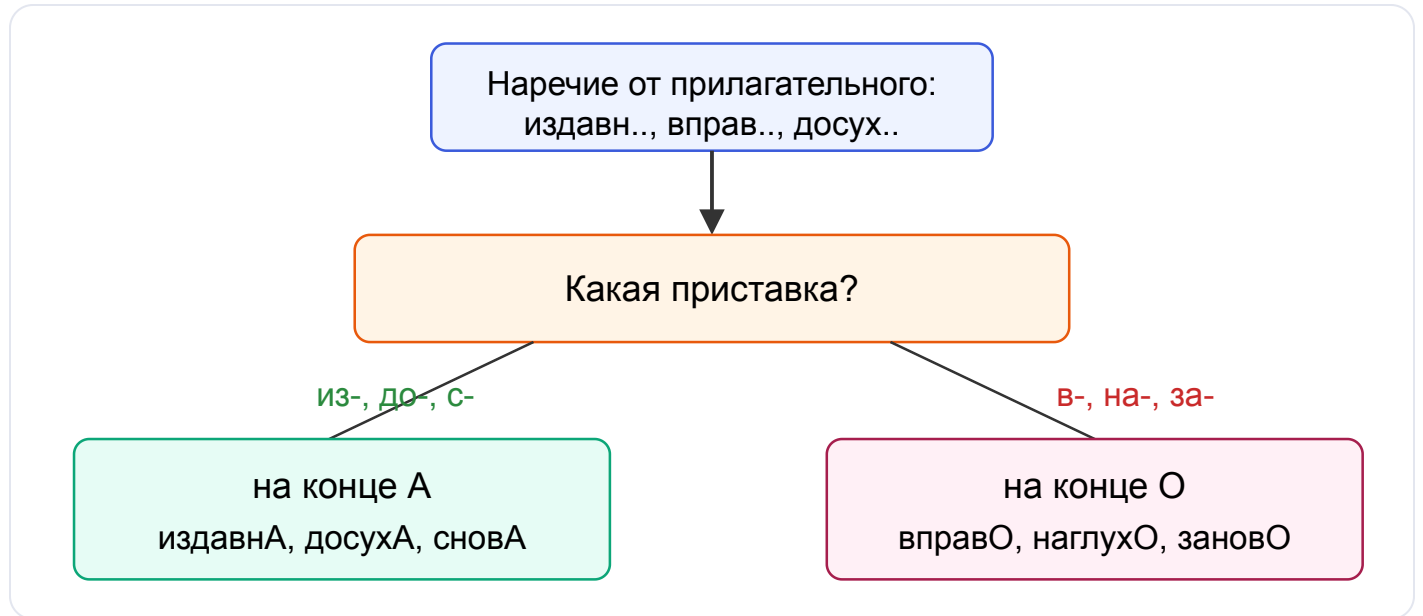 Наречие от прилагательного:
издавн.., вправ.., досух..
Какая приставка?
из-, до-, с-
в-, на-, за-
на конце А
издавнА, досухА, сновА
на конце О
вправО, наглухО, зановО